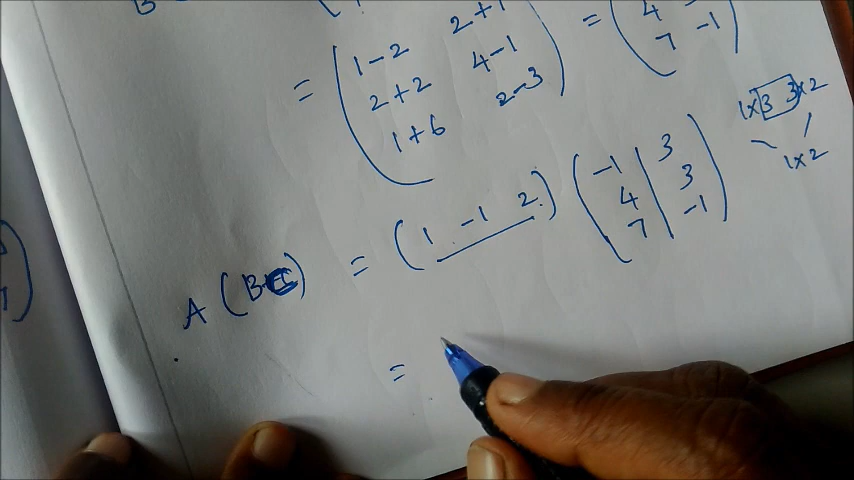 B
= ( 1-2 2+1
2+2 4-1
1+6 2-3 ) = ( 4
7 -1 )
1×3 3×2
1×2
A(BC) = ( 1 -1 2 ) ( -1 3
4 3
7 -1 )
=